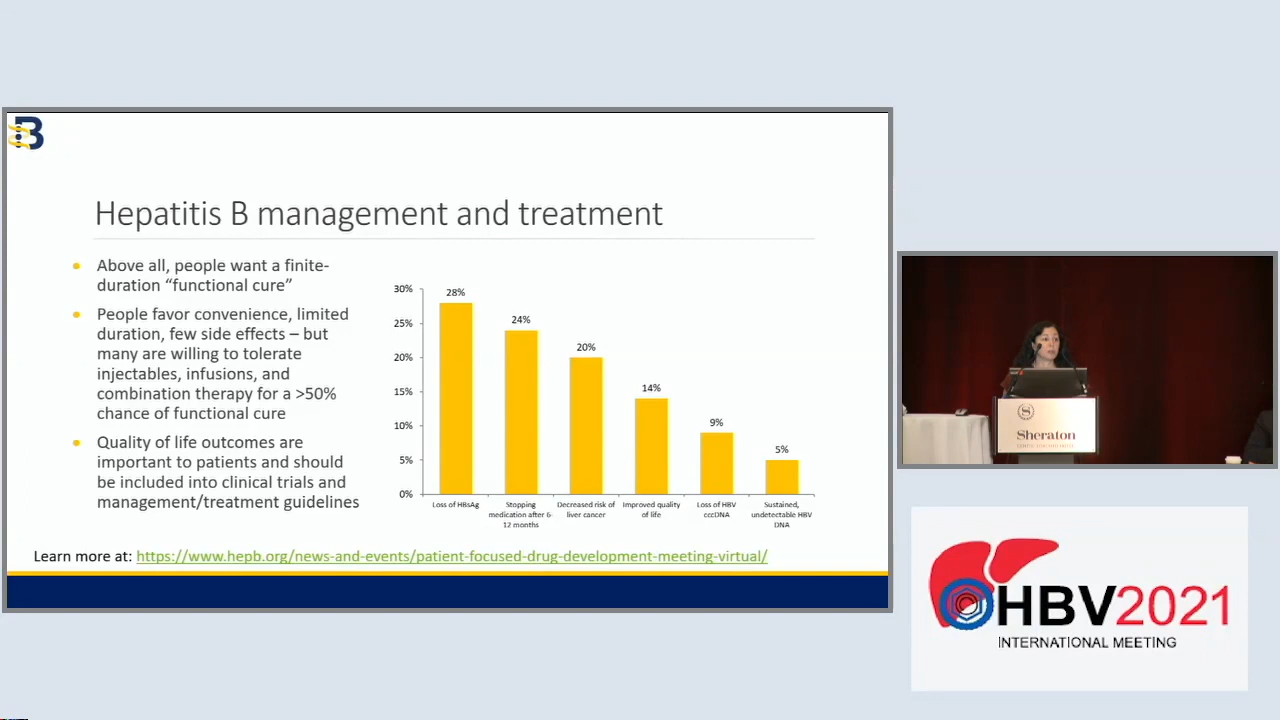 B
Hepatitis B management and treatment
Above all, people want a finite-
duration “functional cure”
People favor convenience, limited
duration, few side effects – but
many are willing to tolerate
injectables, infusions, and
combination therapy for a >50%
chance of functional cure
Quality of life outcomes are
important to patients and should
be included into clinical trials and
management/treatment guidelines
30%
25%
20%
15%
10%
5%
0%
28%
24%
20%
14%
9%
5%
Loss of HBsAg
Stopping
medication after 6-
12 months
Decreased risk of
liver cancer
Improved quality
of life
Loss of HBV
cccDNA
Sustained,
undetectable HBV
DNA
Learn more at: https://www.hepb.org/news-and-events/patient-focused-drug-development-meeting-virtual/
S
Sheraton
HBV2021
INTERNATIONAL MEETING